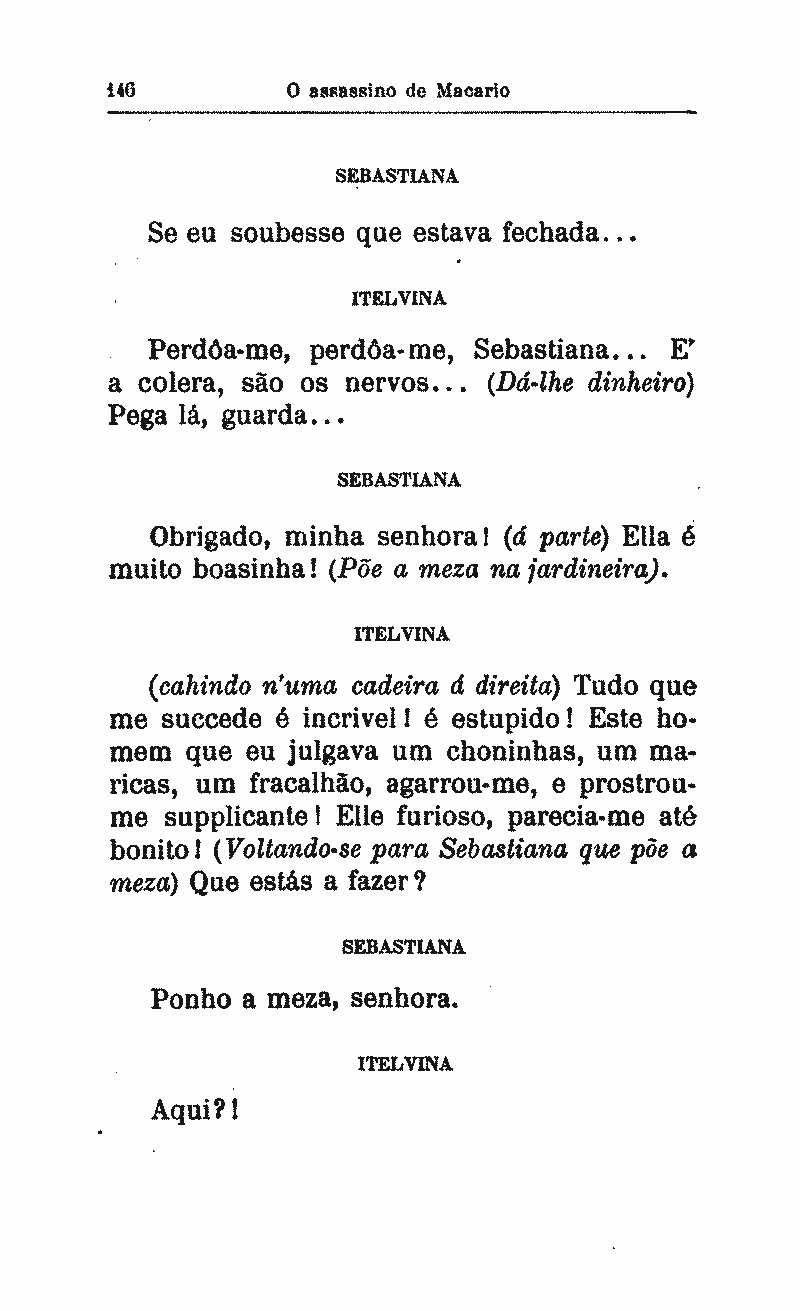 146 O assassino de Macario
SEBASTIANA
Se eu soubesse que estava fechada...
ITELVINA
Perdôa-me, perdôa-me, Sebastiana... E'
a colera, são os nervos... (Dá-lhe dinheiro)
Pega lá, guarda...
SEBASTIANA
Obrigado, minha senhora! (á parte) Ella é
muito boasinha! (Põe a meza na jardineira).
ITELVINA
(cahindo n'uma cadeira á direita) Tudo que
me succede é incrivel! é estupido! Este ho-
mem que eu julgava um choninhas, um ma-
ricas, um fracalhão, agarrou-me, e prostrou-
me supplicante! Elle furioso, parecia-me até
bonito! (Voltando-se para Sebastiana que põe a
meza) Que estás a fazer?
SEBASTIANA
Ponho a meza, senhora.
ITELVINA
Aqui?!